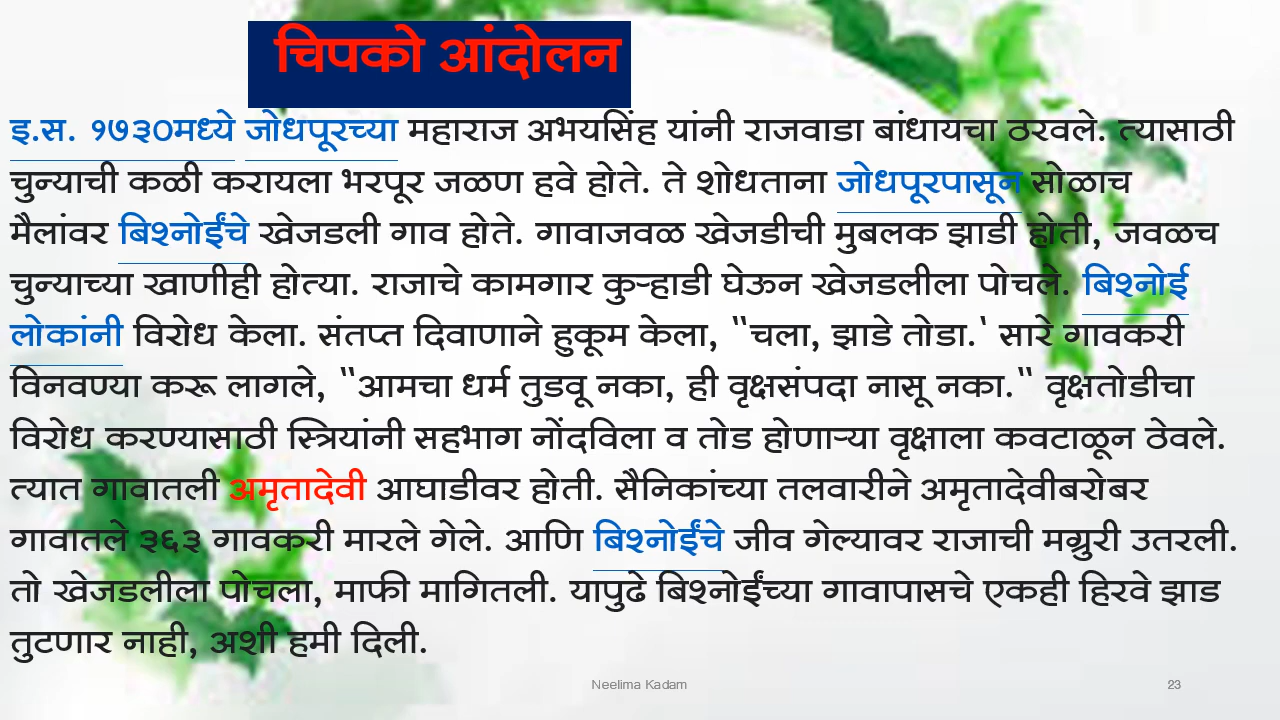 चिपको आंदोलन
इ.स. १७३०मध्ये जोधपूरच्या महाराज अभयसिंह यांनी राजवाडा बांधायचा ठरवले. त्यासाठी
चुन्याची कळी करायला भरपूर जळण हवे होते. ते शोधताना जोधपूरपासून सोळाच
मैलांवर बिश्नोईंचे खेजडली गाव होते. गावाजवळ खेजडीची मुबलक झाडी होती, जवळच
चुन्याच्या खाणीही होत्या. राजाचे कामगार कुऱ्हाडी घेऊन खेजडलीला पोचले. बिश्नोई
लोकांनी विरोध केला. संतप्त दिवाणाने हुकूम केला, "चला, झाडे तोडा.' सारे गावकरी
विनवण्या करू लागले, "आमचा धर्म तुडवू नका, ही वृक्षसंपदा नासू नका." वृक्षतोडीचा
विरोध करण्यासाठी स्त्रियांनी सहभाग नोंदविला व तोड होणाऱ्या वृक्षाला कवटाळून ठेवले.
त्यात गावातली अमृतादेवी आघाडीवर होती. सैनिकांच्या तलवारीने अमृतादेवीबरोबर
गावातले ३६३ गावकरी मारले गेले. आणि बिश्नोईंचे जीव गेल्यावर राजाची मग्रुरी उतरली.
तो खेजडलीला पोचला, माफी मागितली. यापुढे बिश्नोईंच्या गावापासचे एकही हिरवे झाड
तुटणार नाही, अशी हमी दिली.
Neelima Kadam 23